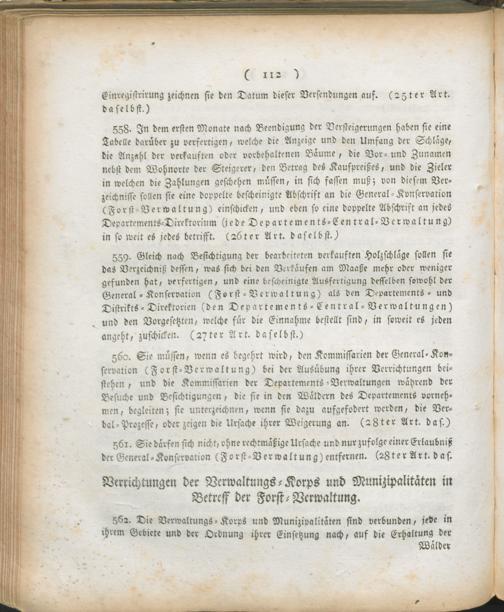 ( 112 )
Einregistrirung zeichnen sie den Datum dieser Versendungen auf. (25ter Art.
daselbst.)
558. In dem ersten Monate nach Beendigung der Versteigerungen haben sie eine
Tabelle darüber zu verfertigen, welche die Anzeige und den Umfang der Schläge,
die Anzahl der verkauften oder vorbehaltenen Bäume, die Vor- und Zunamen
nebst dem Wohnorte der Steigerer, den Betrag des Kaufpreißes, und die Zieler
in welchen die Zahlungen geschehen müssen, in sich fassen muß; von diesem Ver-
zeichnisse sollen sie eine doppelte bescheinigte Abschrift an die General-Konservation
(Forst-Verwaltung) einschicken, und eben so eine doppelte Abschrift an jedes
Departements-Direktorium (jede Departements-Central-Verwaltung)
in so weit es jedes betrifft. (26ter Art. daselbst.)
559. Gleich nach Besichtigung der bearbeiteten verkauften Holzschläge sollen sie
das Verzeichniß dessen, was sich bei den Verkäufen am Maaße mehr oder weniger
gefunden hat, verfertigen, und eine bescheinigte Ausfertigung desselben sowohl der
General-Konservation (Forst-Verwaltung) als den Departements- und
Distrikts-Direktorien (den Departements-Central-Verwaltungen)
und den Vorgesetzten, welche für die Einnahme bestellt sind, in soweit es jeden
angeht, zuschicken. (27ter Art. daselbst.)
560. Sie müssen, wenn es begehrt wird, den Kommissarien der General-Kon-
servation (Forst-Verwaltung) bei der Ausübung ihrer Verrichtungen bei-
stehen, und die Kommissarien der Departements-Verwaltungen während der
Besuche und Besichtigungen, die sie in den Wäldern des Departements vorneh-
men, begleiten; sie unterzeichnen, wenn sie dazu aufgefordert werden, die Ver-
bal-Prozesse, oder zeigen die Ursache ihrer Weigerung an. (28ter Art. das.)
561. Sie dürfen sich nicht, ohne rechtmäßige Ursache und nur zufolge einer Erlaubniß
der General-Konservation (Forst-Verwaltung) entfernen. (28ter Art. das.
Verrichtungen der Verwaltungs-Korps und Munizipalitäten in
Betreff der Forst-Verwaltung.
562. Die Verwaltungs-Korps und Munizipalitäten sind verbunden, jede in
ihrem Gebiete und der Ordnung ihrer Einsetzung nach, auf die Erhaltung der
Wälder